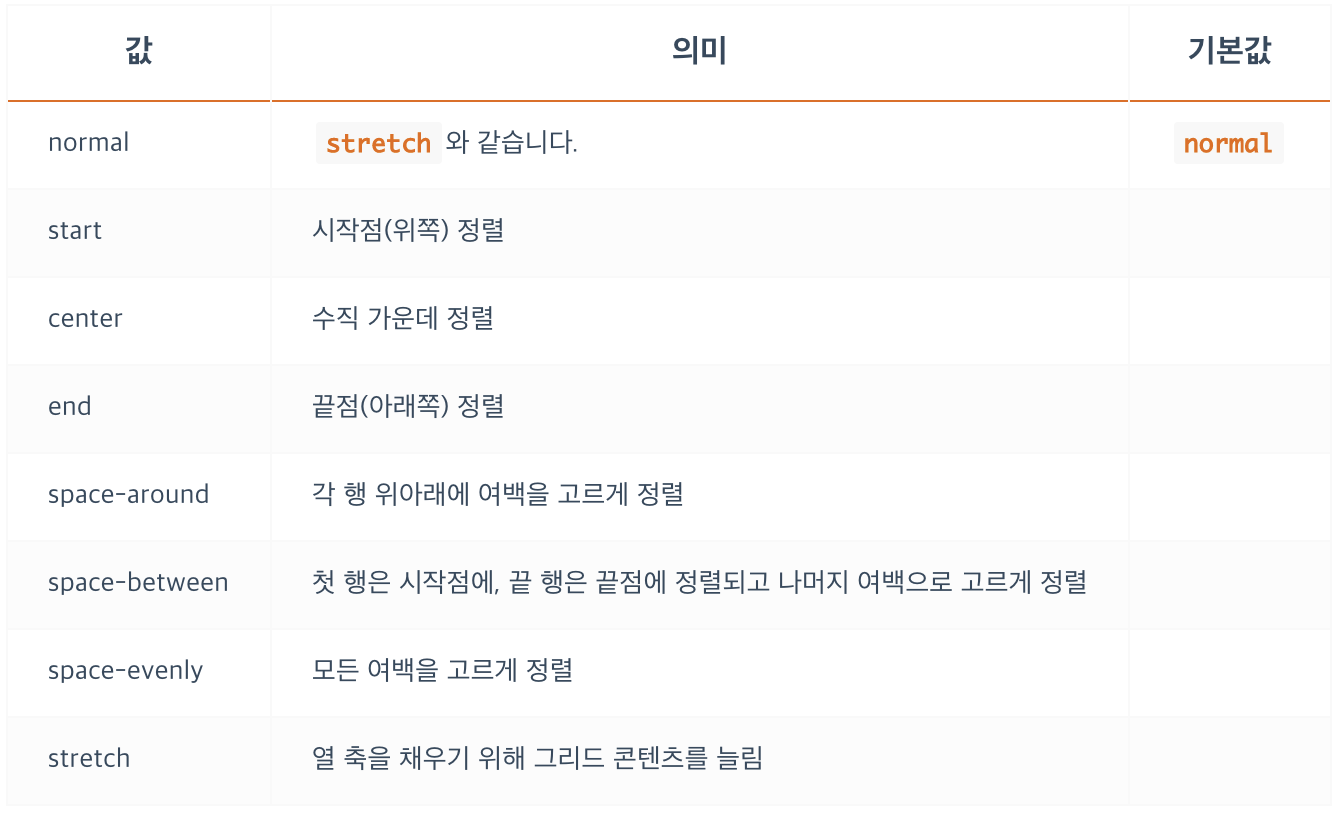 값 의미 기본값
normal stretch 와 같습니다. normal
start 시작점(위쪽) 정렬
center 수직 가운데 정렬
end 끝점(아래쪽) 정렬
space-around 각 행 위아래에 여백을 고르게 정렬
space-between 첫 행은 시작점에, 끝 행은 끝점에 정렬되고 나머지 여백으로 고르게 정렬
space-evenly 모든 여백을 고르게 정렬
stretch 열 축을 채우기 위해 그리드 콘텐츠를 늘림